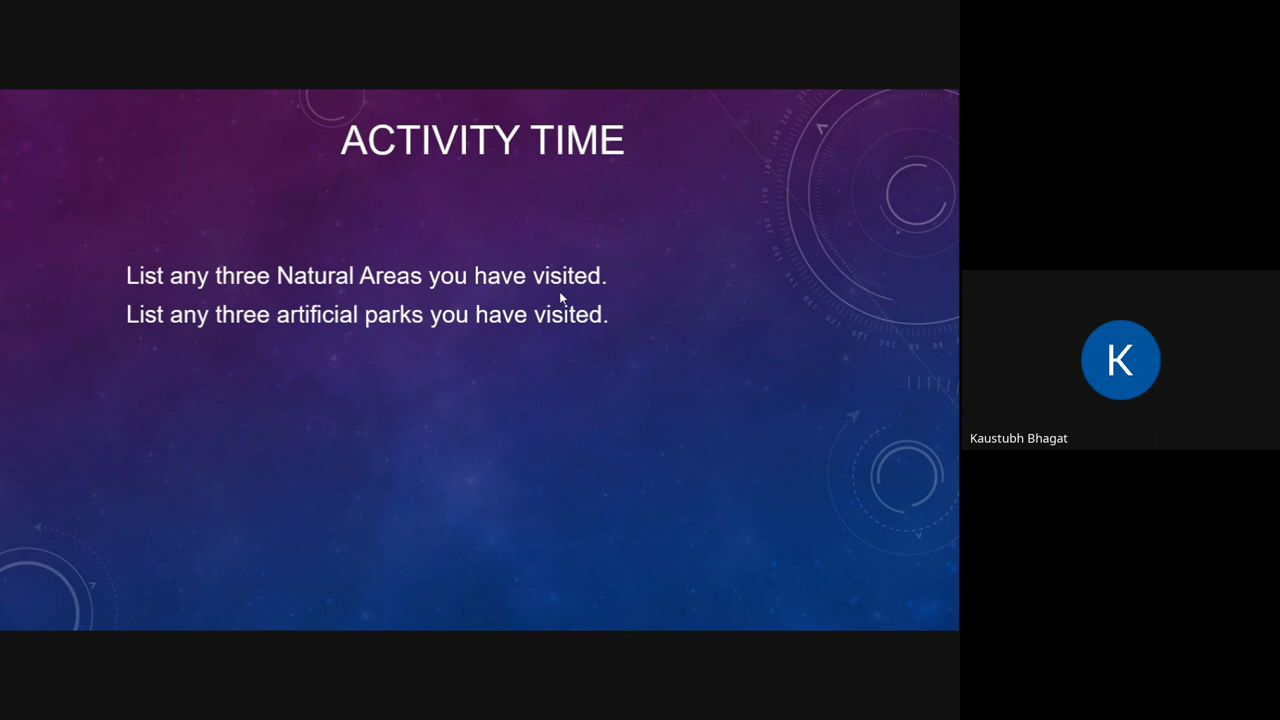 ACTIVITY TIME
List any three Natural Areas you have visited.
List any three artificial parks you have visited.
K
Kaustubh Bhagat